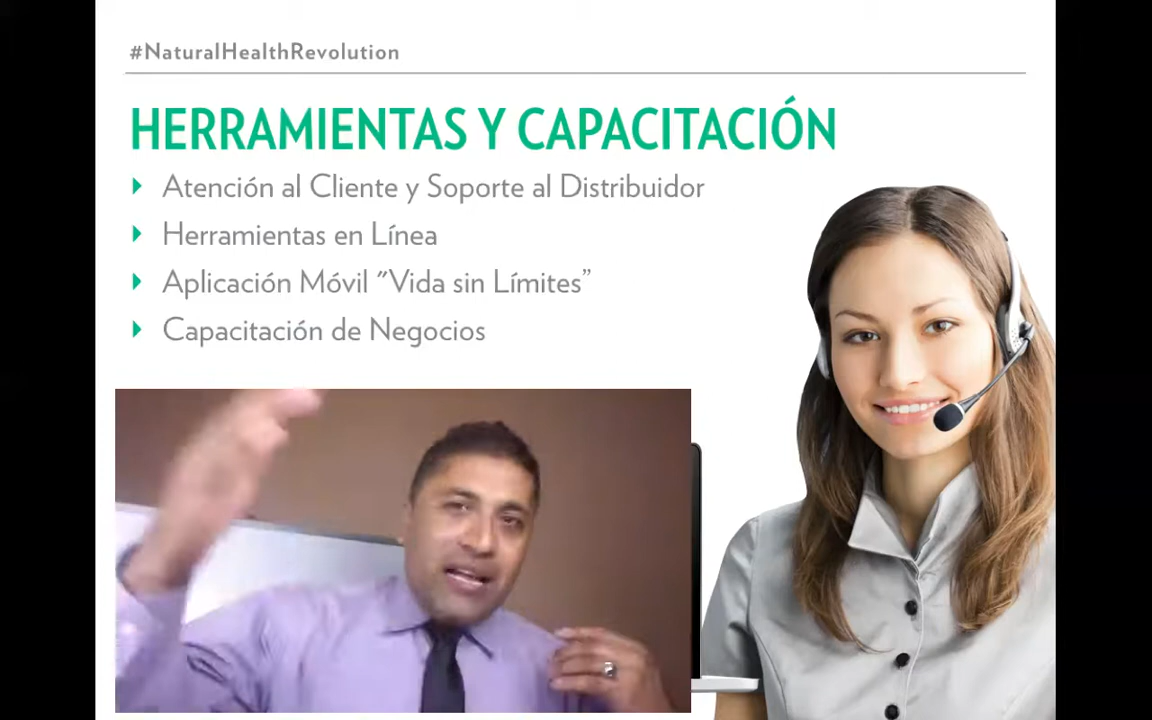 #NaturalHealthRevolution
HERRAMIENTAS Y CAPACITACIÓN
Atención al Cliente y Soporte al Distribuidor
Herramientas en Línea
Aplicación Móvil "Vida sin Límites”
Capacitación de Negocios